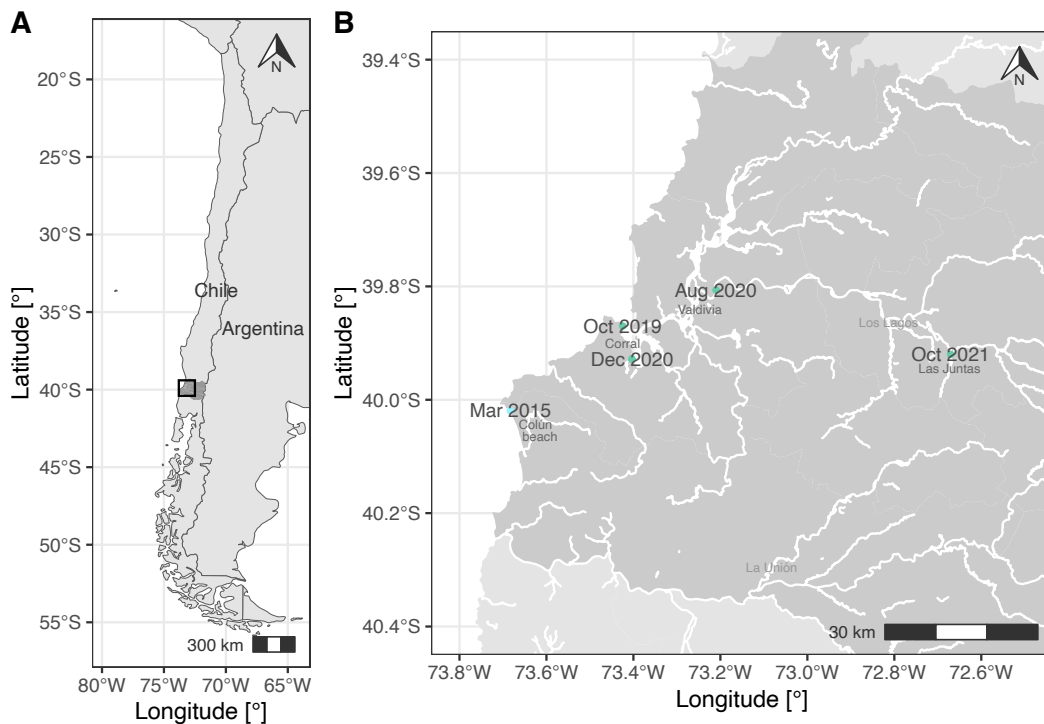 A
N
20°S
25°S
30°S
35°S
40°S
45°S
50°S
55°S
Latitude [°]
Chile
Argentina
300 km
80°W
75°W
70°W
65°W
Longitude [°]
B
N
39.4°S
39.6°S
39.8°S
40.0°S
40.2°S
40.4°S
Latitude [°]
Aug 2020
Valdivia
Oct 2019
Corral
Dec 2020
Los Lagos
Oct 2021
Las Juntas
Mar 2015
Colún
beach
La Unión
30 km
73.8°W
73.6°W
73.4°W
73.2°W
73.0°W
72.8°W
72.6°W
Longitude [°]